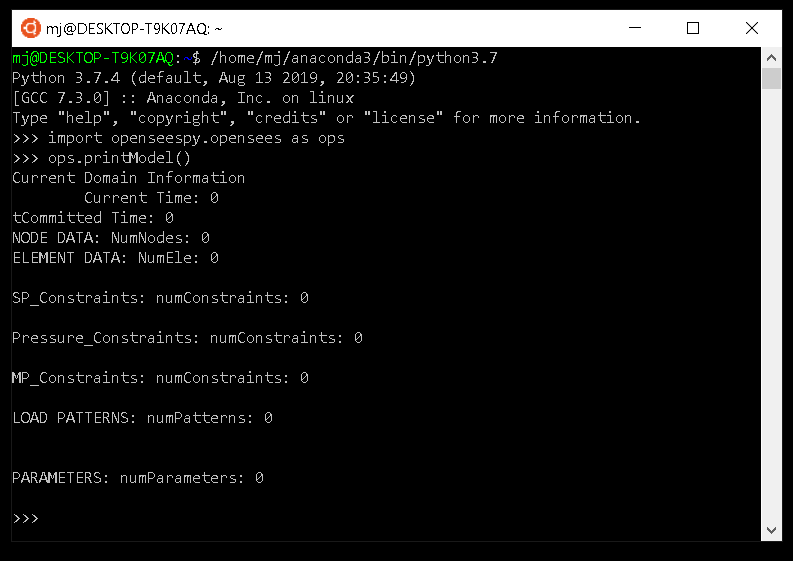 mj@DESKTOP-T9K07AQ: ~
mj@DESKTOP-T9K07AQ:~$ /home/mj/anaconda3/bin/python3.7
Python 3.7.4 (default, Aug 13 2019, 20:35:49)
[GCC 7.3.0] :: Anaconda, Inc. on linux
Type "help", "copyright", "credits" or "license" for more information.
>>> import openseespy.opensees as ops
>>> ops.printModel()
Current Domain Information
        Current Time: 0
tCommitted Time: 0
NODE DATA: NumNodes: 0
ELEMENT DATA: NumEle: 0
SP_Constraints: numConstraints: 0
Pressure_Constraints: numConstraints: 0
MP_Constraints: numConstraints: 0
LOAD PATTERNS: numPatterns: 0
PARAMETERS: numParameters: 0
>>>